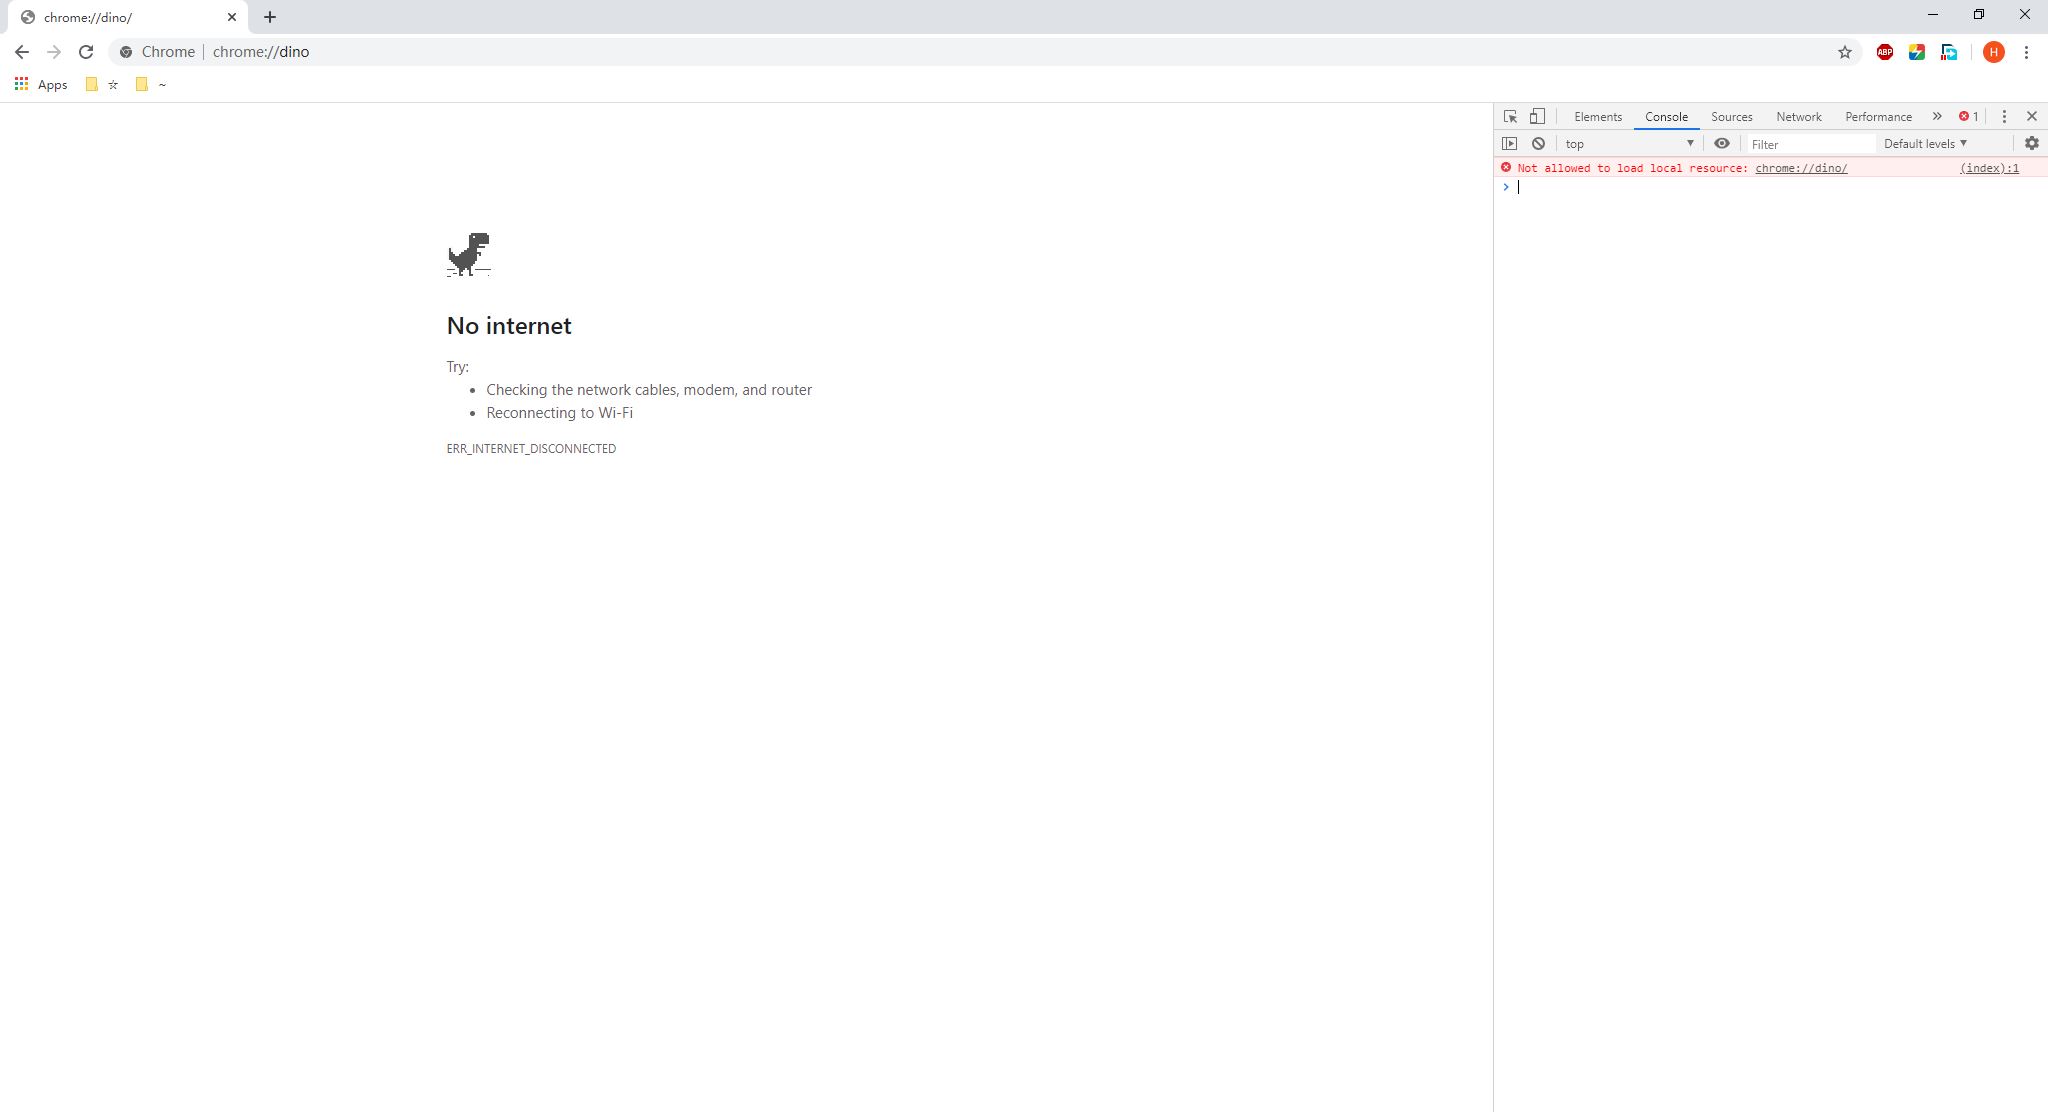 chrome://dino/
Chrome | chrome://dino
ABP
H
Apps ☆ ~
Elements Console Sources Network Performance » 1
top Filter Default levels
Not allowed to load local resource: chrome://dino/ (index):1
No internet
Try:
• Checking the network cables, modem, and router
• Reconnecting to Wi-Fi
ERR_INTERNET_DISCONNECTED